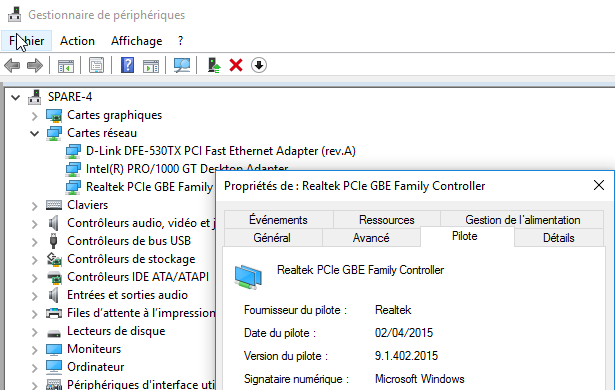 Gestionnaire de périphériques
Fichier Action Affichage ?
SPARE-4
Cartes graphiques
Cartes réseau
D-Link DFE-530TX PCI Fast Ethernet Adapter (rev.A)
Intel(R) PRO/1000 GT Desktop Adapter
Realtek PCIe GBE Family
Claviers
Contrôleurs audio, vidéo et j
Contrôleurs de bus USB
Contrôleurs de stockage
Contrôleurs IDE ATA/ATAPI
Entrées et sorties audio
Files d'attente à l'impression
Lecteurs de disque
Moniteurs
Ordinateur
Périphériques d'interface uti
Propriétés de : Realtek PCIe GBE Family Controller
Événements Ressources Gestion de l'alimentation
Général Avancé Pilote Détails
Realtek PCIe GBE Family Controller
Fournisseur du pilote : Realtek
Date du pilote : 02/04/2015
Version du pilote : 9.1.402.2015
Signataire numérique : Microsoft Windows